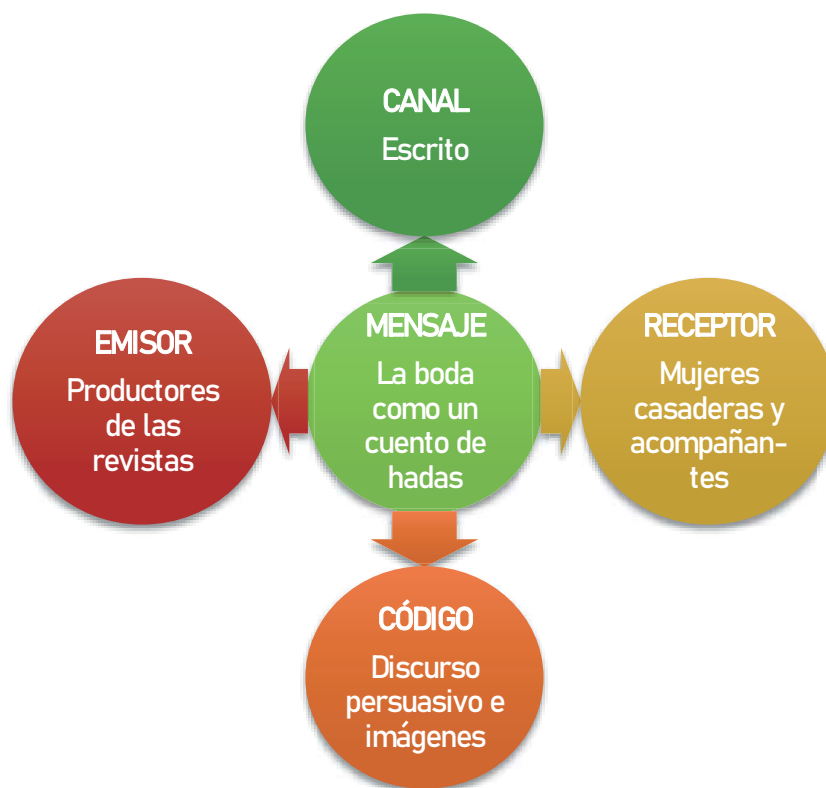 CANAL
Escrito
EMISOR
Productores
de las
revistas
MENSAJE
La boda
como un
cuento de
hadas
RECEPTOR
Mujeres
casaderas y
acompañan-
tes
CÓDIGO
Discurso
persuasivo e
imágenes